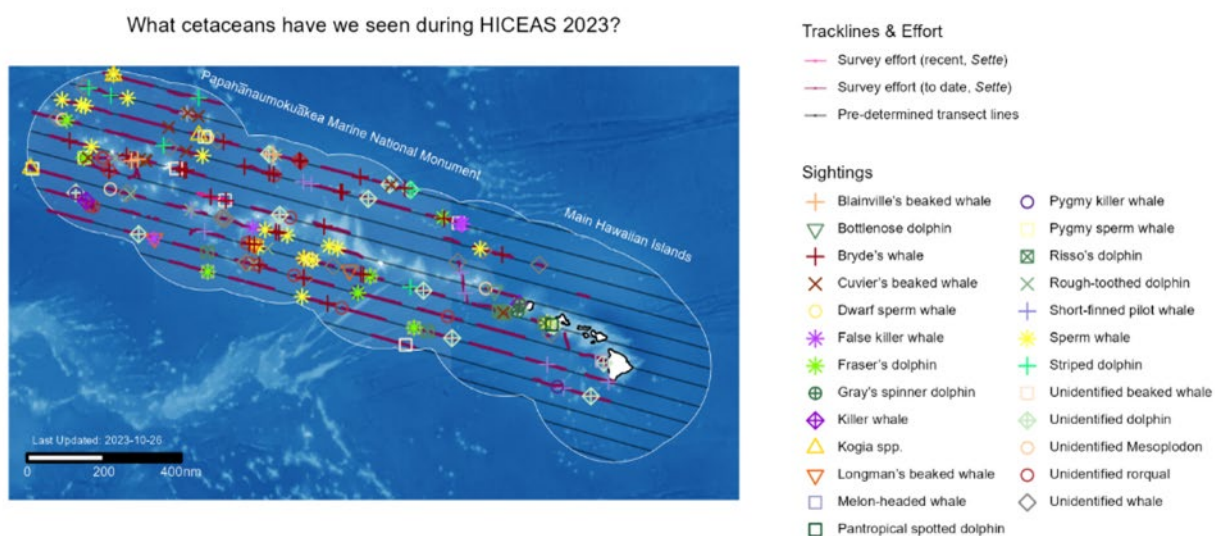 What cetaceans have we seen during HICEAS 2023?
Papahānaumokuākea Marine National Monument
Main Hawaiian Islands
Last Updated: 2023-10-26
0 200 400nm
Tracklines & Effort
Survey effort (recent, Sette)
Survey effort (to date, Sette)
Pre-determined transect lines
Sightings
Blainville's beaked whale
Bottlenose dolphin
Bryde's whale
Cuvier's beaked whale
Dwarf sperm whale
False killer whale
Fraser's dolphin
Gray's spinner dolphin
Killer whale
Kogia spp.
Longman's beaked whale
Melon-headed whale
Pantropical spotted dolphin
Pygmy killer whale
Pygmy sperm whale
Risso's dolphin
Rough-toothed dolphin
Short-finned pilot whale
Sperm whale
Striped dolphin
Unidentified beaked whale
Unidentified dolphin
Unidentified Mesoplodon
Unidentified rorqual
Unidentified whale